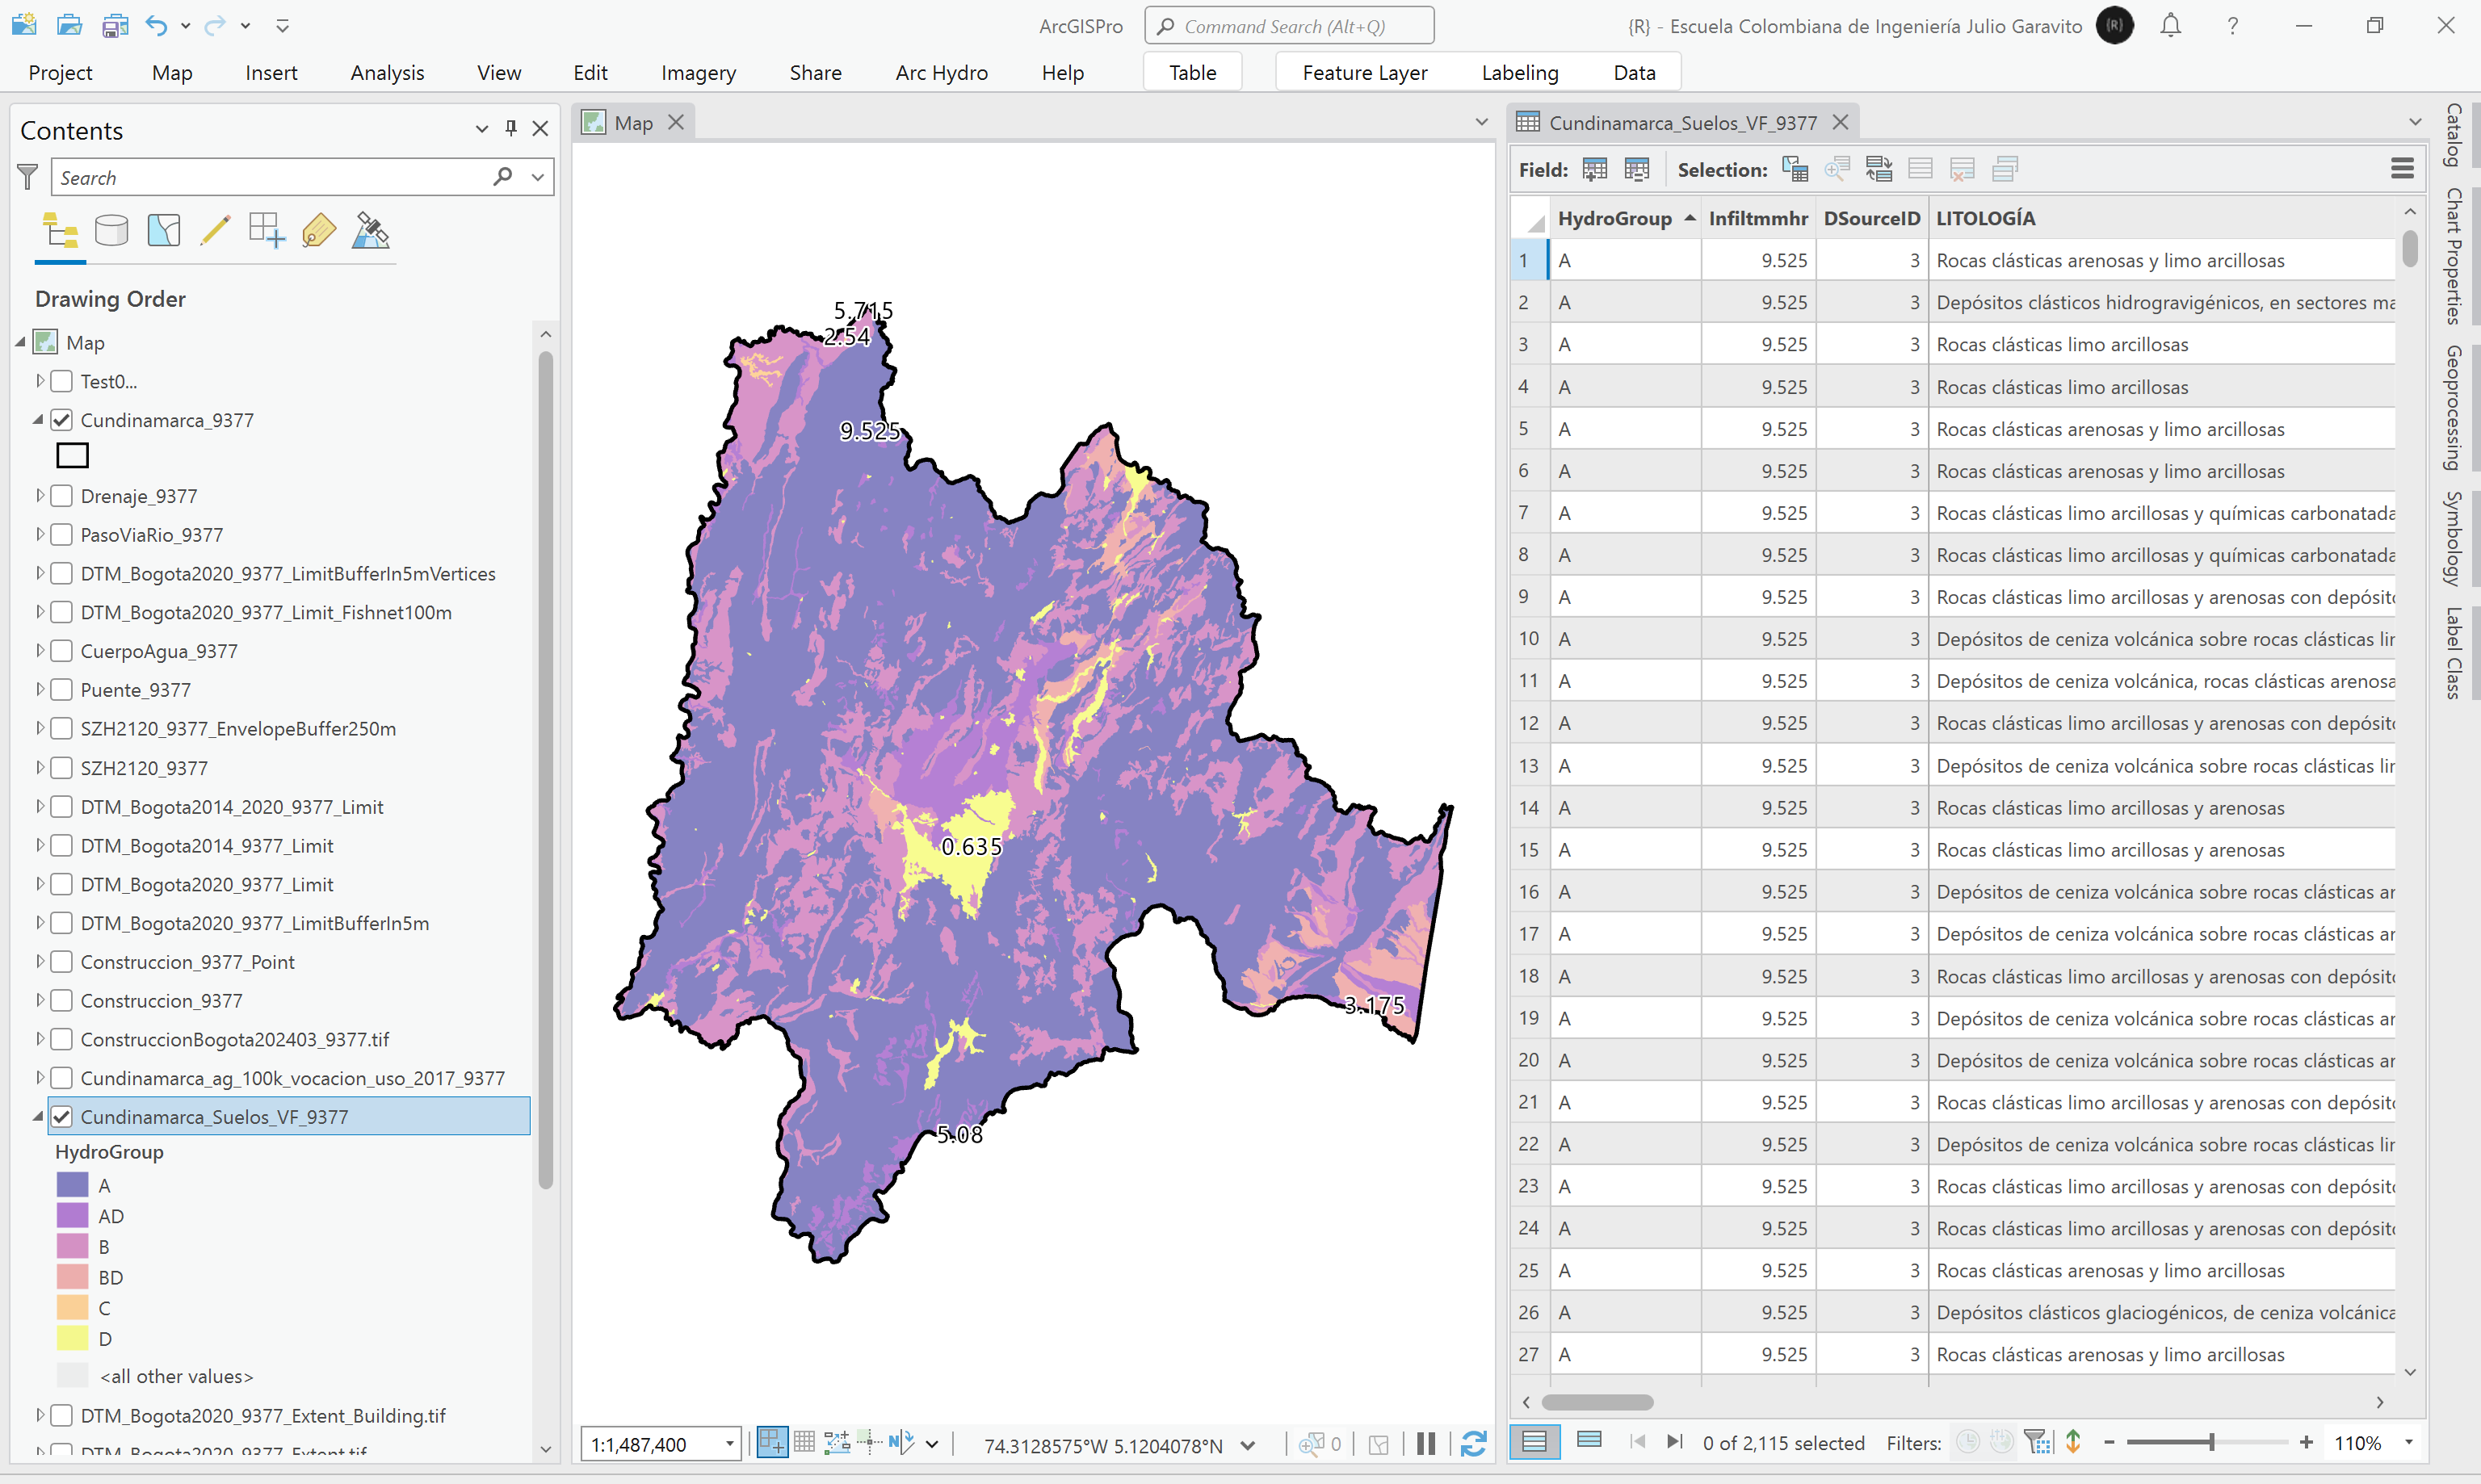 ArcGISPro
Command Search (Alt+Q)
{R} - Escuela Colombiana de Ingeniería Julio Garavito
{R}
Project Map Insert Analysis View Edit Imagery Share Arc Hydro Help Table Feature Layer Labeling Data
Contents
Search
Drawing Order
Map
Test0...
Cundinamarca_9377
Drenaje_9377
PasoViaRio_9377
DTM_Bogota2020_9377_LimitBufferIn5mVertices
DTM_Bogota2020_9377_Limit_Fishnet100m
CuerpoAgua_9377
Puente_9377
SZH2120_9377_EnvelopeBuffer250m
SZH2120_9377
DTM_Bogota2014_2020_9377_Limit
DTM_Bogota2014_9377_Limit
DTM_Bogota2020_9377_Limit
DTM_Bogota2020_9377_LimitBufferIn5m
Construccion_9377_Point
Construccion_9377
ConstruccionBogota202403_9377.tif
Cundinamarca_ag_100k_vocacion_uso_2017_9377
Cundinamarca_Suelos_VF_9377
HydroGroup
A
AD
B
BD
C
D
<all other values>
DTM_Bogota2020_9377_Extent_Building.tif
DTM_Bogota2020_9377_Extent.tif
Map
5.715
2.54
9.525
0.635
3.175
5.08
1:1,487,400
74.3128575°W 5.1204078°N
0
Cundinamarca_Suelos_VF_9377
Field: Selection:
HydroGroup Infiltmmhr DSourceID LITOLOGÍA
1 A 9.525 3 Rocas clásticas arenosas y limo arcillosas
2 A 9.525 3 Depósitos clásticos hidrogravigénicos, en sectores ma
3 A 9.525 3 Rocas clásticas limo arcillosas
4 A 9.525 3 Rocas clásticas limo arcillosas
5 A 9.525 3 Rocas clásticas arenosas y limo arcillosas
6 A 9.525 3 Rocas clásticas arenosas y limo arcillosas
7 A 9.525 3 Rocas clásticas limo arcillosas y químicas carbonatada
8 A 9.525 3 Rocas clásticas limo arcillosas y químicas carbonatada
9 A 9.525 3 Rocas clásticas limo arcillosas y arenosas con depósito
10 A 9.525 3 Depósitos de ceniza volcánica sobre rocas clásticas lim
11 A 9.525 3 Depósitos de ceniza volcánica, rocas clásticas arenosa
12 A 9.525 3 Rocas clásticas limo arcillosas y arenosas con depósito
13 A 9.525 3 Depósitos de ceniza volcánica sobre rocas clásticas lim
14 A 9.525 3 Rocas clásticas limo arcillosas y arenosas
15 A 9.525 3 Rocas clásticas limo arcillosas y arenosas
16 A 9.525 3 Depósitos de ceniza volcánica sobre rocas clásticas ar
17 A 9.525 3 Depósitos de ceniza volcánica sobre rocas clásticas ar
18 A 9.525 3 Rocas clásticas limo arcillosas y arenosas con depósito
19 A 9.525 3 Depósitos de ceniza volcánica sobre rocas clásticas ar
20 A 9.525 3 Depósitos de ceniza volcánica sobre rocas clásticas ar
21 A 9.525 3 Rocas clásticas limo arcillosas y arenosas con depósito
22 A 9.525 3 Depósitos de ceniza volcánica sobre rocas clásticas lim
23 A 9.525 3 Rocas clásticas limo arcillosas y arenosas con depósito
24 A 9.525 3 Rocas clásticas limo arcillosas y arenosas con depósito
25 A 9.525 3 Rocas clásticas arenosas y limo arcillosas
26 A 9.525 3 Depósitos clásticos glaciogénicos, de ceniza volcánica
27 A 9.525 3 Rocas clásticas arenosas y limo arcillosas
0 of 2,115 selected
Filters:
110%
Catalog
Chart Properties
Geoprocessing
Symbology
Label Class